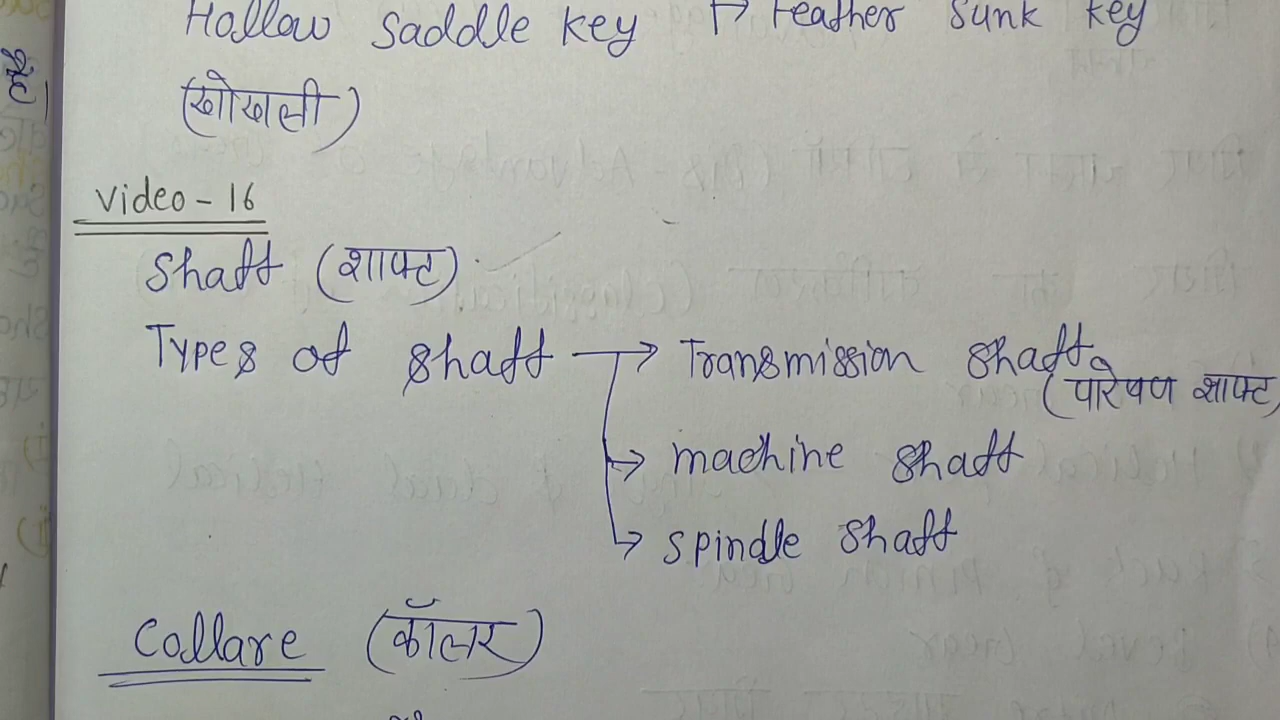 Hollow Saddle key → Feather Sunk key
(खोखली)
Video - 16
Shaft (शाफ्ट)
Types of shaft → Transmission shaft
(पारेषण शाफ्ट)
→ machine shaft
→ spindle shaft
Collare (कॉलर)
है।